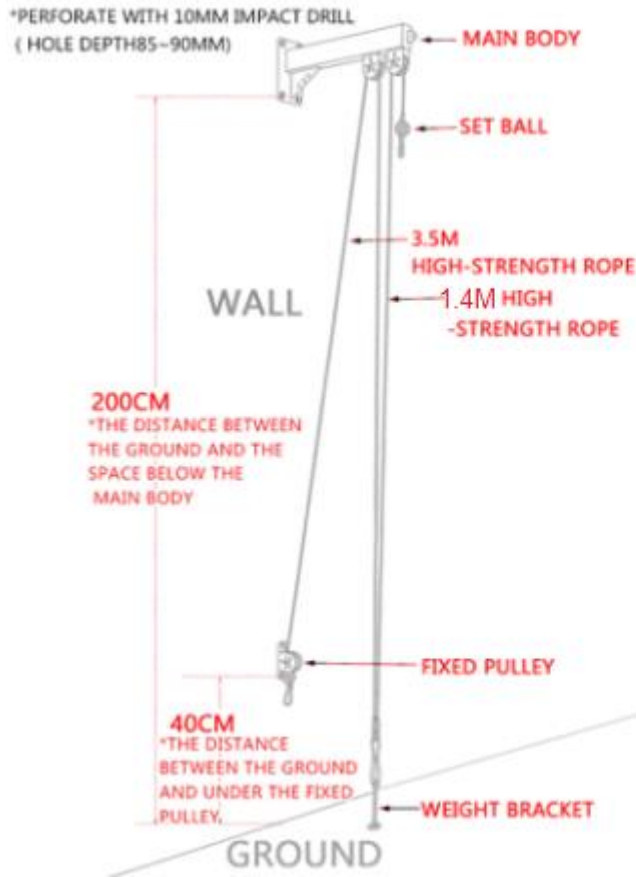 *PERFORATE WITH 10MM IMPACT DRILL
( HOLE DEPTH85~90MM)
MAIN BODY
SET BALL
3.5M
HIGH-STRENGTH ROPE
1.4M HIGH
-STRENGTH ROPE
WALL
200CM
*THE DISTANCE BETWEEN
THE GROUND AND THE
SPACE BELOW THE
MAIN BODY
FIXED PULLEY
40CM
*THE DISTANCE
BETWEEN THE GROUND
AND UNDER THE FIXED
PULLEY
WEIGHT BRACKET
GROUND